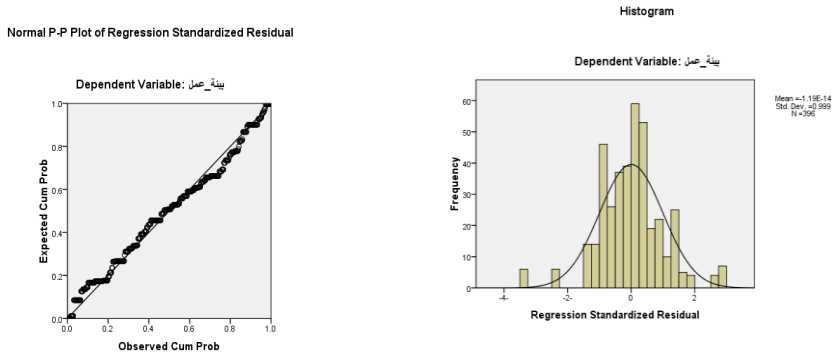 Normal P-P Plot of Regression Standardized Residual
Dependent Variable: بيئة_عمل
Expected Cum Prob
1.0
0.8
0.6
0.4
0.2
0.0
0.0 0.2 0.4 0.6 0.8 1.0
Observed Cum Prob
Histogram
Dependent Variable: بيئة_عمل
Mean =-1.19E-14
Std. Dev. =0.999
N =396
Frequency
60
50
40
30
20
10
0
-4 -2 0 2
Regression Standardized Residual